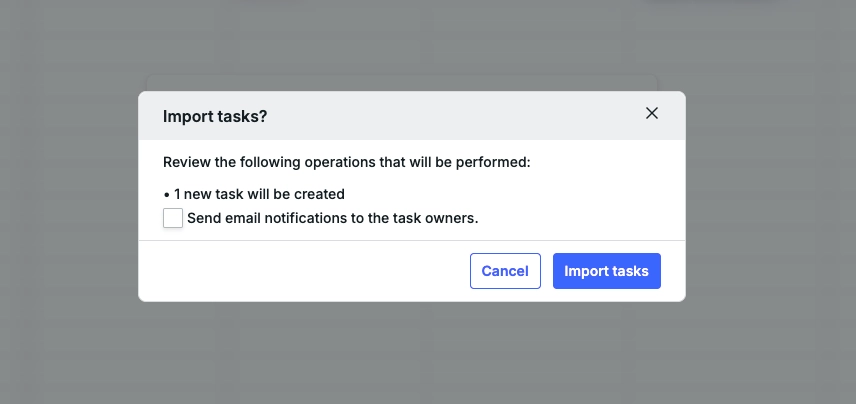 Import tasks?
Review the following operations that will be performed:
• 1 new task will be created
Send email notifications to the task owners.
Cancel
Import tasks